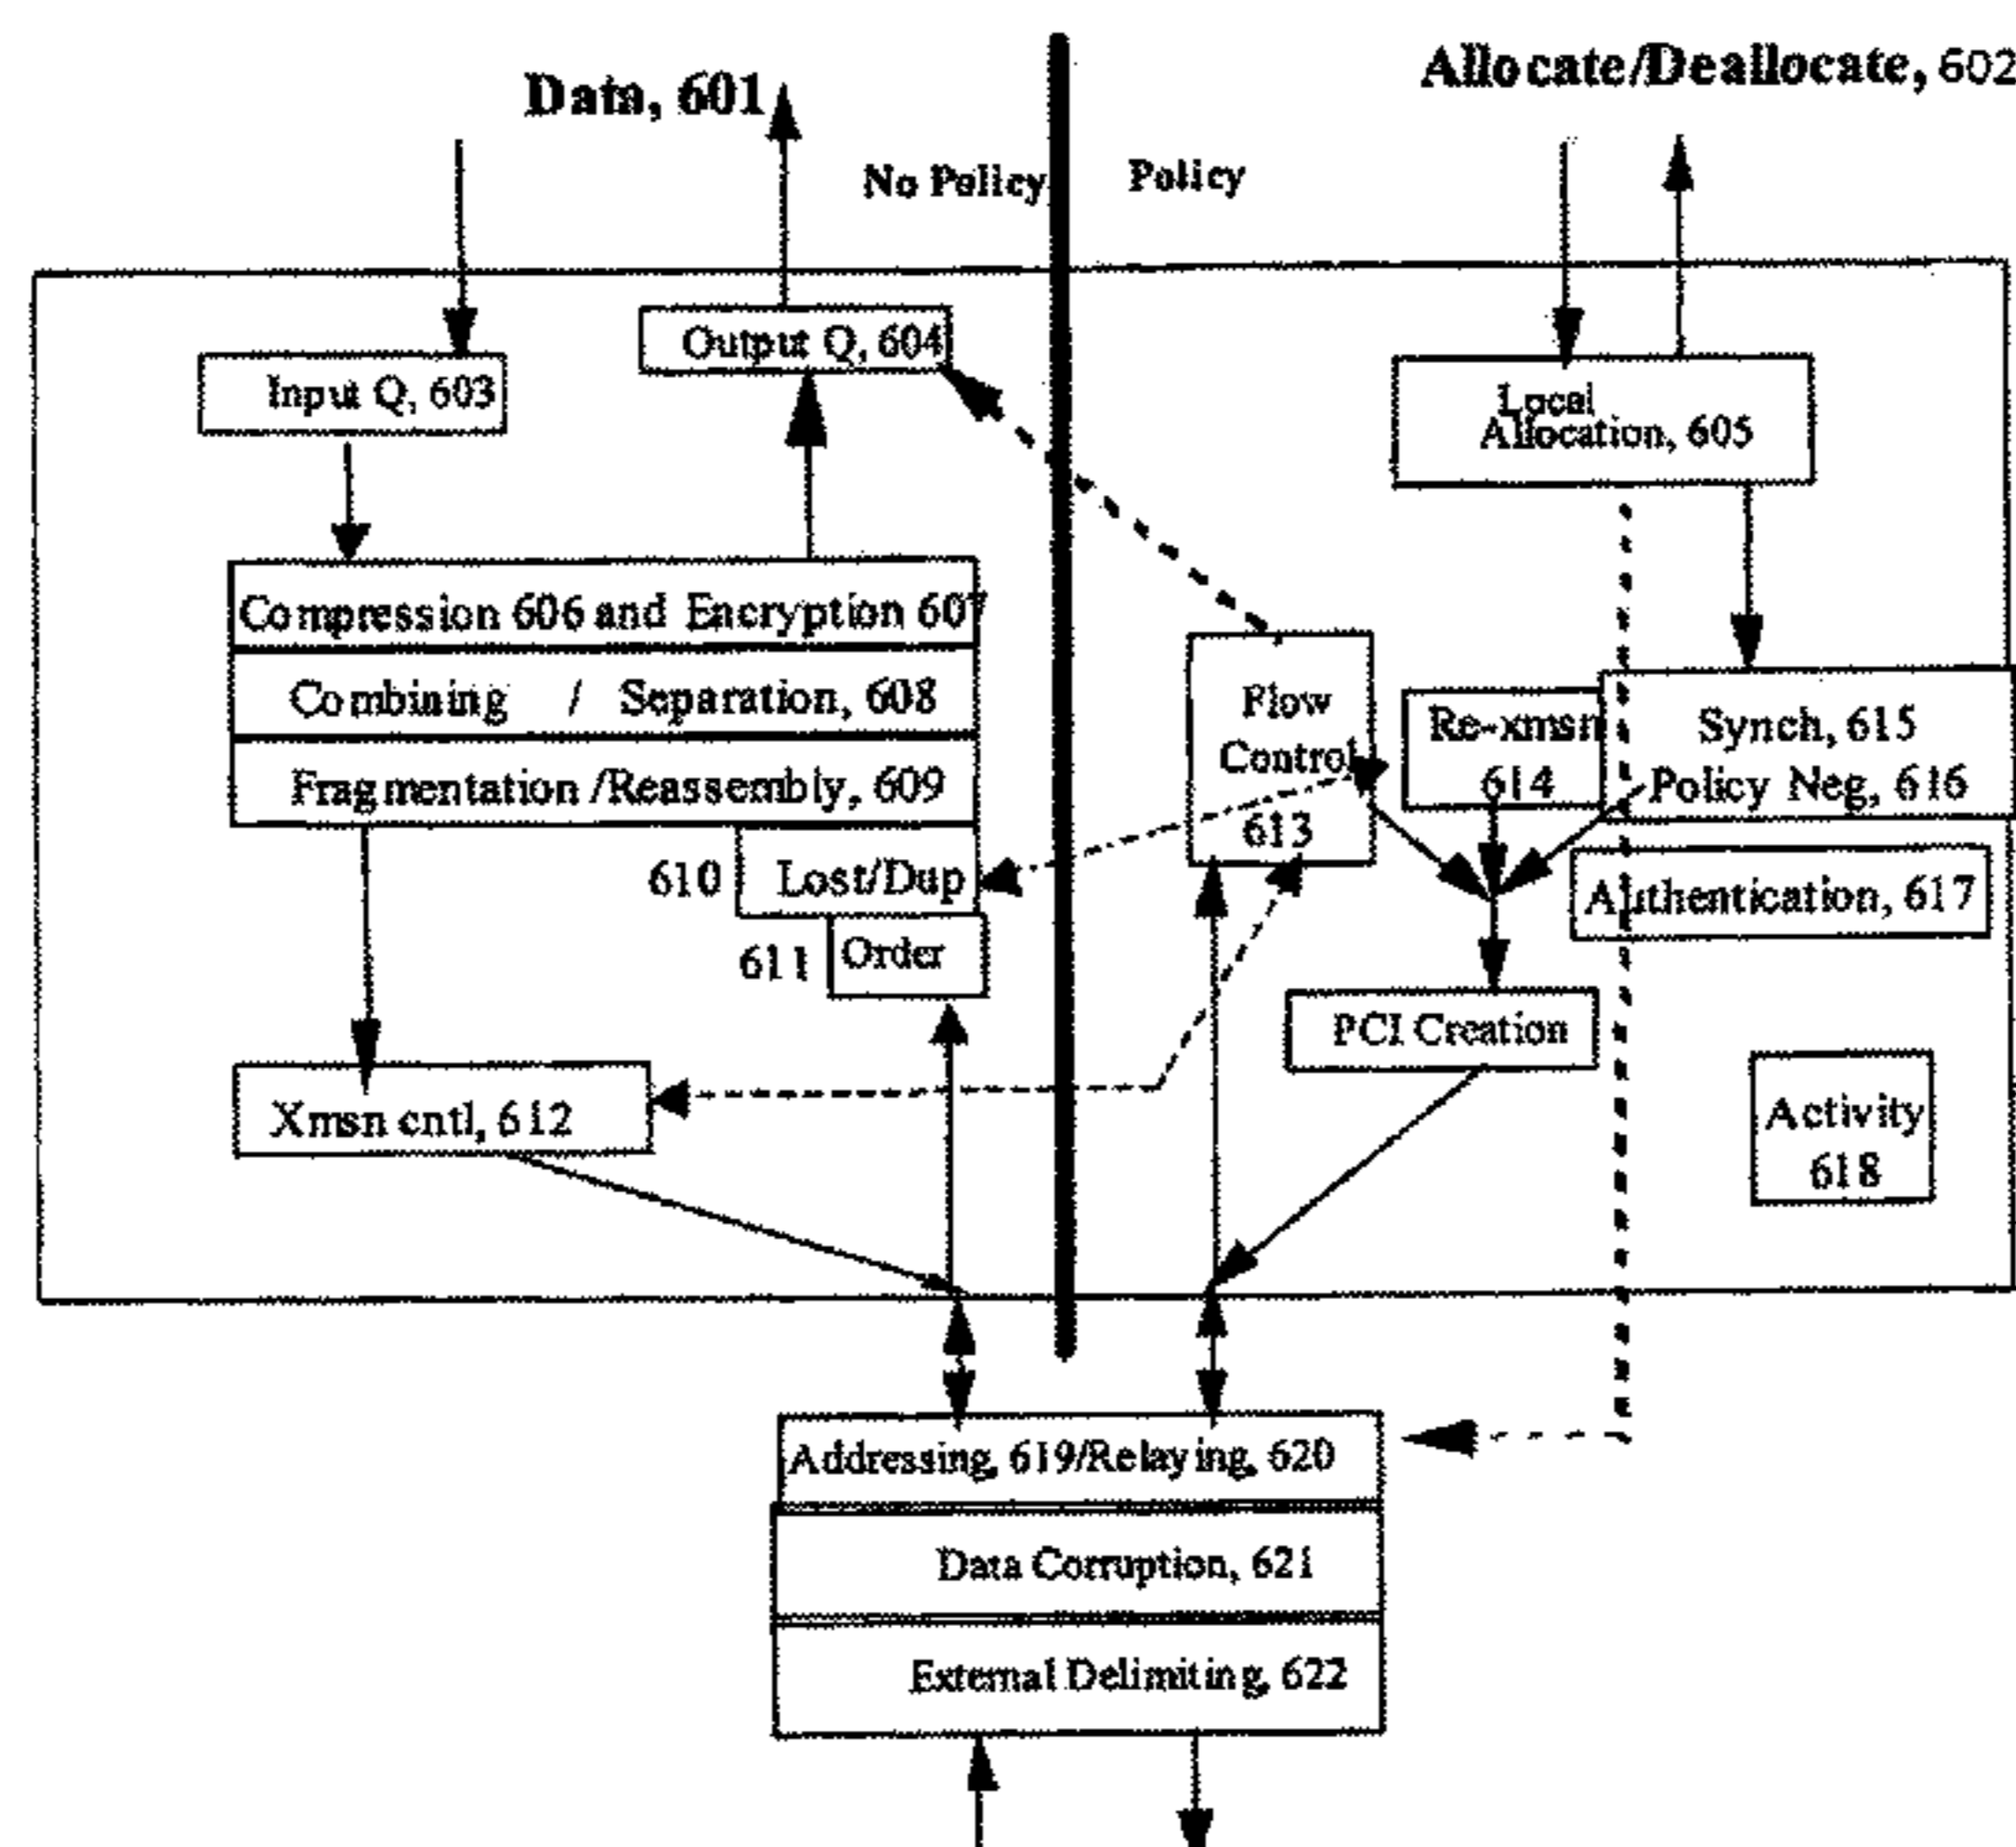 Data, 601
Allocate/Deallocate, 602
No Policy
Policy
Input Q, 603
Output Q, 604
Local
Allocation, 605
Compression 606 and Encryption 607
Combining / Separation, 608
Fragmentation /Reassembly, 609
610 Lost/Dup
611 Order
Xmsn cntl, 612
Flow
Control
613
Re-xmsn
614
Synch, 615
Policy Neg, 616
Authentication, 617
PCI Creation
Activity
618
Addressing, 619/Relaying, 620
Data Corruption, 621
External Delimiting, 622